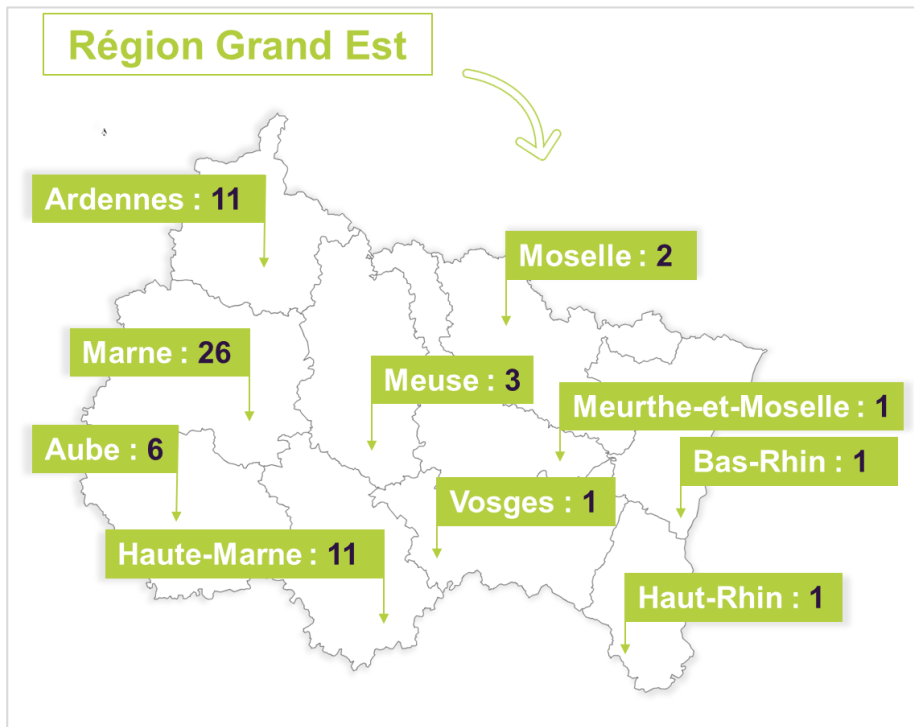 Région Grand Est
Ardennes : 11
Moselle : 2
Marne : 26
Meuse : 3
Meurthe-et-Moselle : 1
Aube : 6
Bas-Rhin : 1
Vosges : 1
Haute-Marne : 11
Haut-Rhin : 1